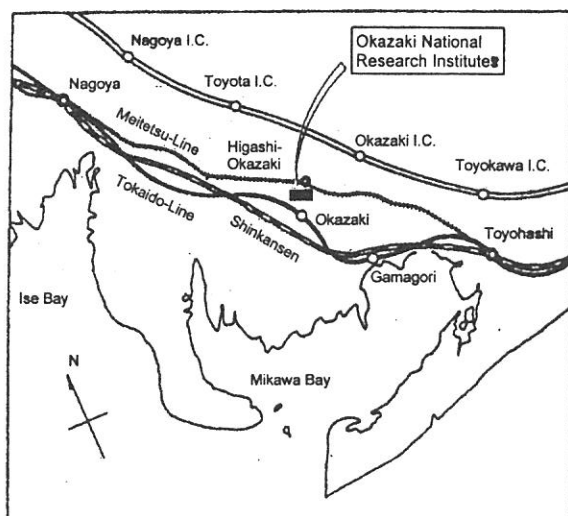 Nagoya I.C.
Okazaki National
Research Institutes
Toyota I.C.
Nagoya
Meitetsu-Line
Higashi-
Okazaki
Okazaki I.C.
Toyokawa I.C.
Tokaido-Line
Shinkansen
Okazaki
Toyohashi
Gamagori
Ise Bay
N
Mikawa Bay